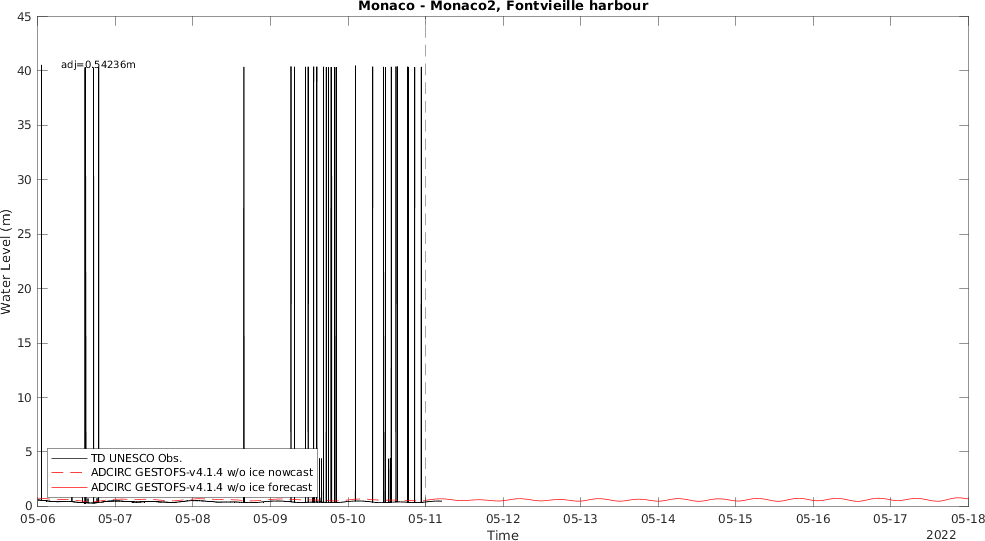 Monaco - Monaco2, Fontvieille harbour
45
40
35
30
25
20
15
10
5
0
Water Level (m)
adj=0.54236m
TD UNESCO Obs.
ADCIRC GESTOFS-v4.1.4 w/o ice nowcast
ADCIRC GESTOFS-v4.1.4 w/o ice forecast
05-06 05-07 05-08 05-09 05-10 05-11 05-12 05-13 05-14 05-15 05-16 05-17 05-18
Time
2022